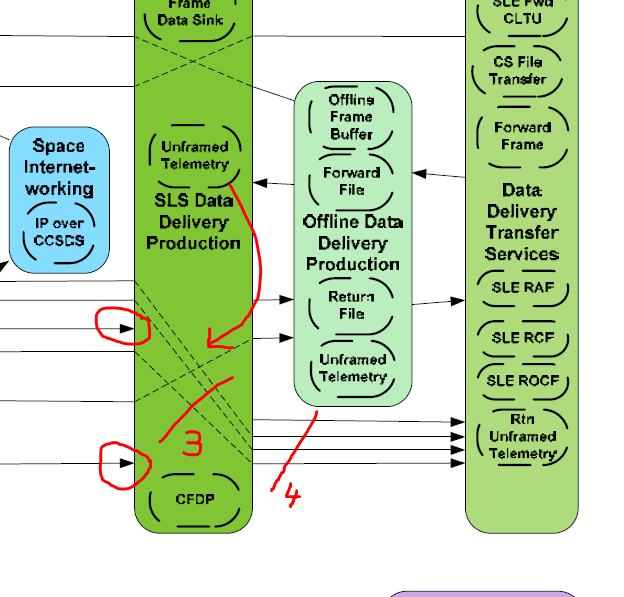 Frame
Data Sink
SLE Fwd
CLTU
CS File
Transfer
Offline
Frame
Buffer
Forward
Frame
Space
Internet-
working
Unframed
Telemetry
Forward
File
IP over
CCSDS
SLS Data
Delivery
Production
Offline Data
Delivery
Production
Data
Delivery
Transfer
Services
Return
File
SLE RAF
SLE RCF
Unframed
Telemetry
SLE ROCF
Rtn
Unframed
Telemetry
3
4
CFDP